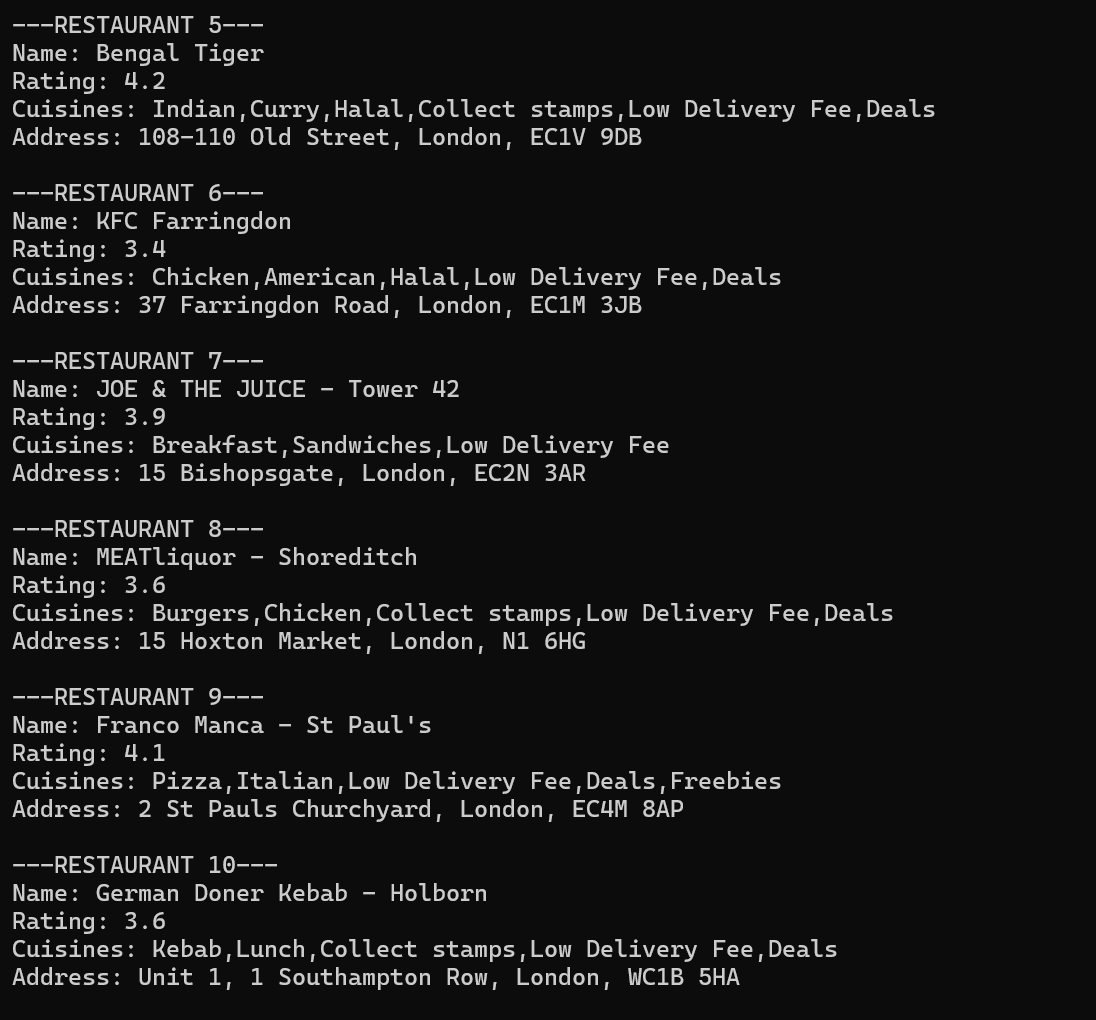 ---RESTAURANT 5---
Name: Bengal Tiger
Rating: 4.2
Cuisines: Indian,Curry,Halal,Collect stamps,Low Delivery Fee,Deals
Address: 108-110 Old Street, London, EC1V 9DB

---RESTAURANT 6---
Name: KFC Farringdon
Rating: 3.4
Cuisines: Chicken,American,Halal,Low Delivery Fee,Deals
Address: 37 Farringdon Road, London, EC1M 3JB

---RESTAURANT 7---
Name: JOE & THE JUICE - Tower 42
Rating: 3.9
Cuisines: Breakfast,Sandwiches,Low Delivery Fee
Address: 15 Bishopsgate, London, EC2N 3AR

---RESTAURANT 8---
Name: MEATliquor - Shoreditch
Rating: 3.6
Cuisines: Burgers,Chicken,Collect stamps,Low Delivery Fee,Deals
Address: 15 Hoxton Market, London, N1 6HG

---RESTAURANT 9---
Name: Franco Manca - St Paul's
Rating: 4.1
Cuisines: Pizza,Italian,Low Delivery Fee,Deals,Freebies
Address: 2 St Pauls Churchyard, London, EC4M 8AP

---RESTAURANT 10---
Name: German Doner Kebab - Holborn
Rating: 3.6
Cuisines: Kebab,Lunch,Collect stamps,Low Delivery Fee,Deals
Address: Unit 1, 1 Southampton Row, London, WC1B 5HA